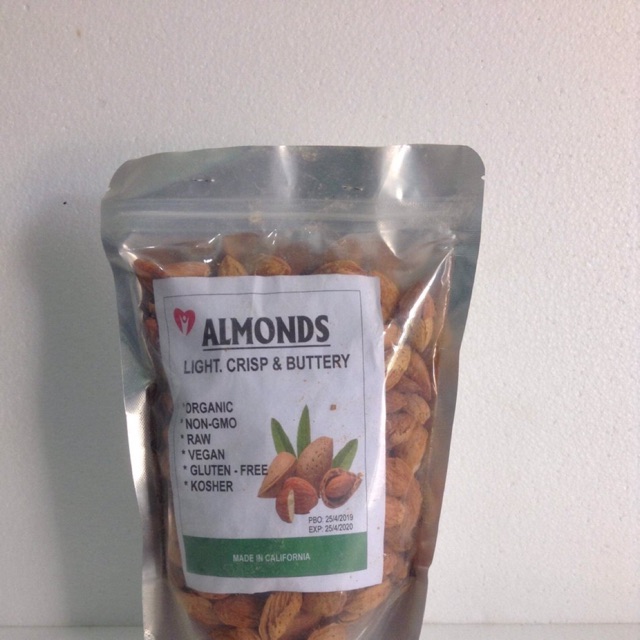 ALMONDS
LIGHT. CRISP & BUTTERY
* ORGANIC
* NON-GMO
* RAW
* VEGAN
* GLUTEN - FREE
* KOSHER
PBO: 25/4/2019
EXP: 25/4/2020
MADE IN CALIFORNIA